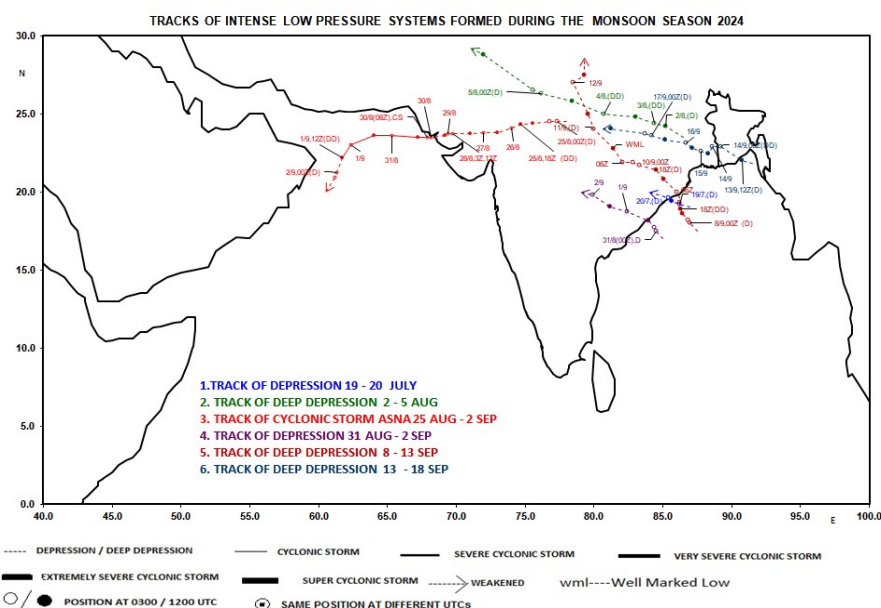 TRACKS OF INTENSE LOW PRESSURE SYSTEMS FORMED DURING THE MONSOON SEASON 2024
30.0
N
25.0
20.0
15.0
10.0
5.0
0.0
40.0 45.0 50.0 55.0 60.0 65.0 70.0 75.0 80.0 85.0 90.0 95.0 100.0
E
5/8,00Z(D)
4/8,(DD)
3/8,(DD)
2/8,(D)
12/9
17/9,00Z(D)
16/9
30/8
30/8(06Z),CS
29/8
28/8,3Z,12Z
27/8
26/8
25/8,18Z (DD)
25/8,00Z(D)
11/9,(D)
WML
1/9,12Z(DD)
1/9
31/8
2/9,00Z(D)
06Z
10/9,00Z
18Z(D)
15/9
14/9
13/9,12Z(D)
2/9
1/9
20/7,(D)
19/7,(D)
18Z(DD)
8/9,00Z (D)
31/8(00Z),D
1.TRACK OF DEPRESSION 19 - 20 JULY
2. TRACK OF DEEP DEPRESSION 2 - 5 AUG
3. TRACK OF CYCLONIC STORM ASNA 25 AUG - 2 SEP
4. TRACK OF DEPRESSION 31 AUG - 2 SEP
5. TRACK OF DEEP DEPRESSION 8 - 13 SEP
6. TRACK OF DEEP DEPRESSION 13 - 18 SEP
DEPRESSION / DEEP DEPRESSION CYCLONIC STORM SEVERE CYCLONIC STORM VERY SEVERE CYCLONIC STORM
EXTREMELY SEVERE CYCLONIC STORM SUPER CYCLONIC STORM WEAKENED wml----Well Marked Low
POSITION AT 0300 / 1200 UTC SAME POSITION AT DIFFERENT UTCs